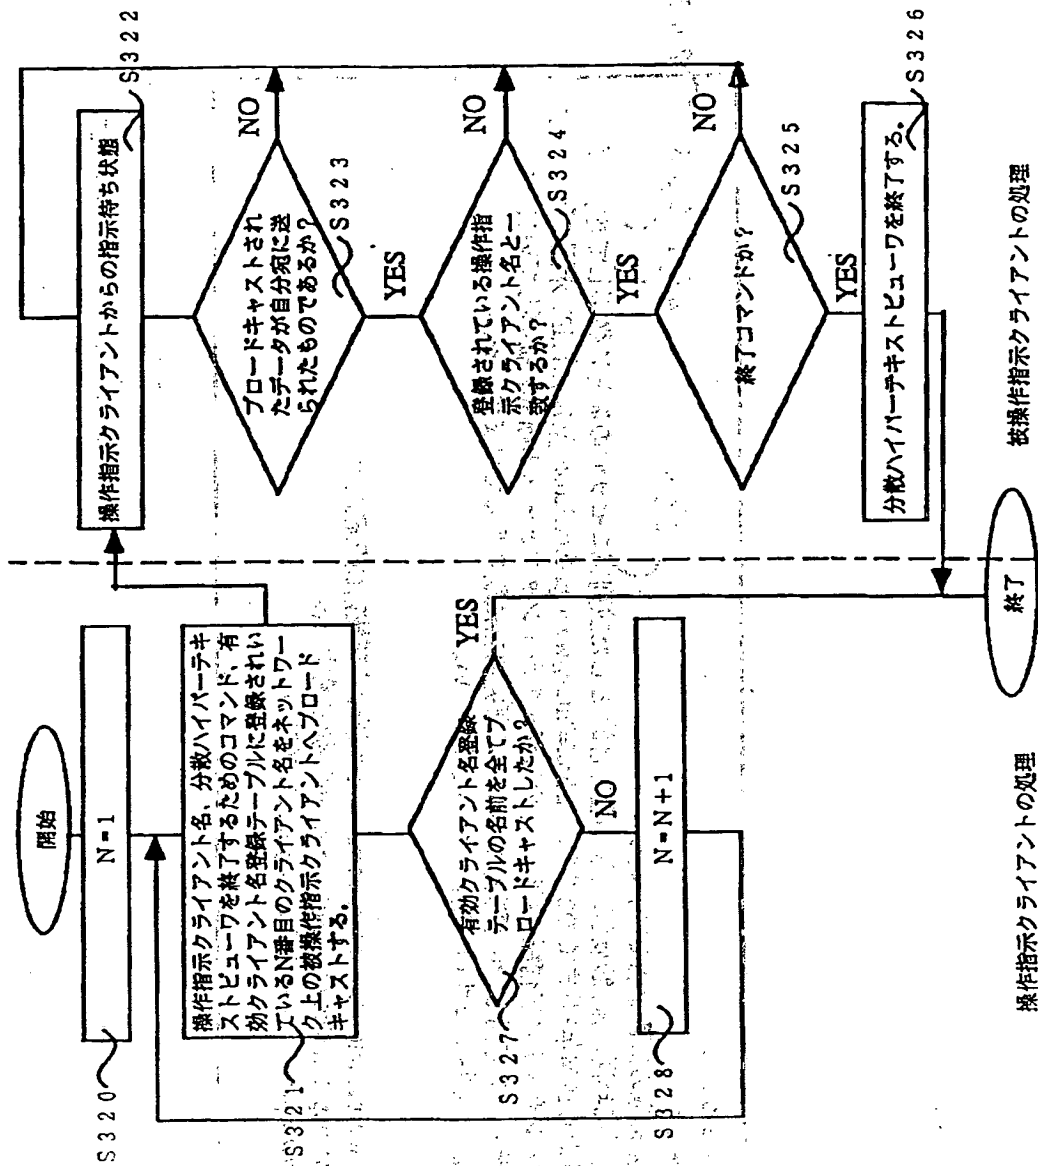 開始
S320
N=1
S321
操作指示クライアント名、分散ハイパーテキ
ストビューワを終了するためのコマンド、有
効クライアント名登録テーブルに登録されい
ているN番目のクライアント名をネットワー
ク上の被操作指示クライアントへブロード
キャストする。
S327
有効クライアント名登録
テーブルの名前を全てブ
ロードキャストしたか?
YES
NO
S328
N=N+1
操作指示クライアントの処理
S322
操作指示クライアントからの指示待ち状態
ブロードキャストされ
たデータが自分宛に送
られたものであるか?
NO
S323
YES
登録されている操作指
示クライアント名と一
致するか?
NO
S324
YES
終了コマンドか?
NO
S325
YES
分散ハイパーテキストビューワを終了する。
S326
終了
被操作指示クライアントの処理